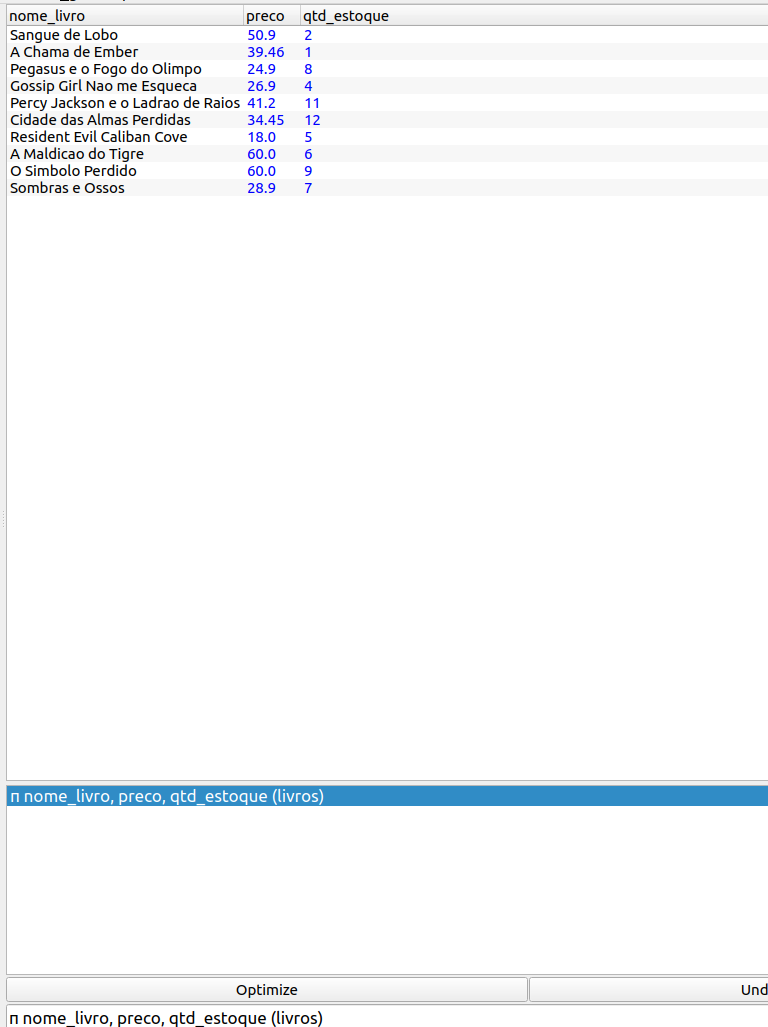 nome_livro preco qtd_estoque
Sangue de Lobo 50.9 2
A Chama de Ember 39.46 1
Pegasus e o Fogo do Olimpo 24.9 8
Gossip Girl Nao me Esqueca 26.9 4
Percy Jackson e o Ladrao de Raios 41.2 11
Cidade das Almas Perdidas 34.45 12
Resident Evil Caliban Cove 18.0 5
A Maldicao do Tigre 60.0 6
O Simbolo Perdido 60.0 9
Sombras e Ossos 28.9 7
π nome_livro, preco, qtd_estoque (livros)
Optimize Und
π nome_livro, preco, qtd_estoque (livros)